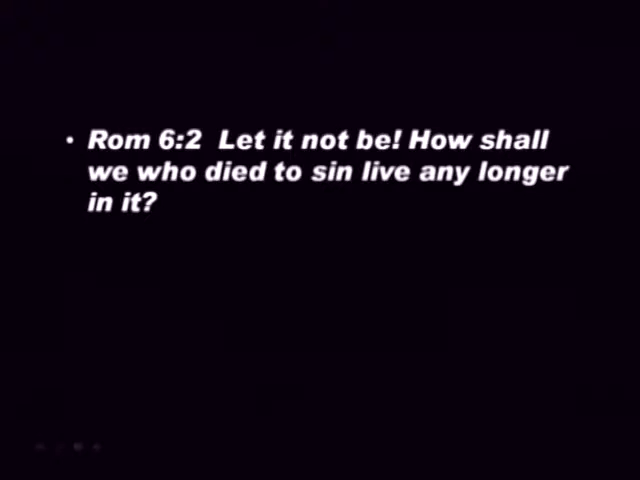 • Rom 6:2  Let it not be! How shall
we who died to sin live any longer
in it?